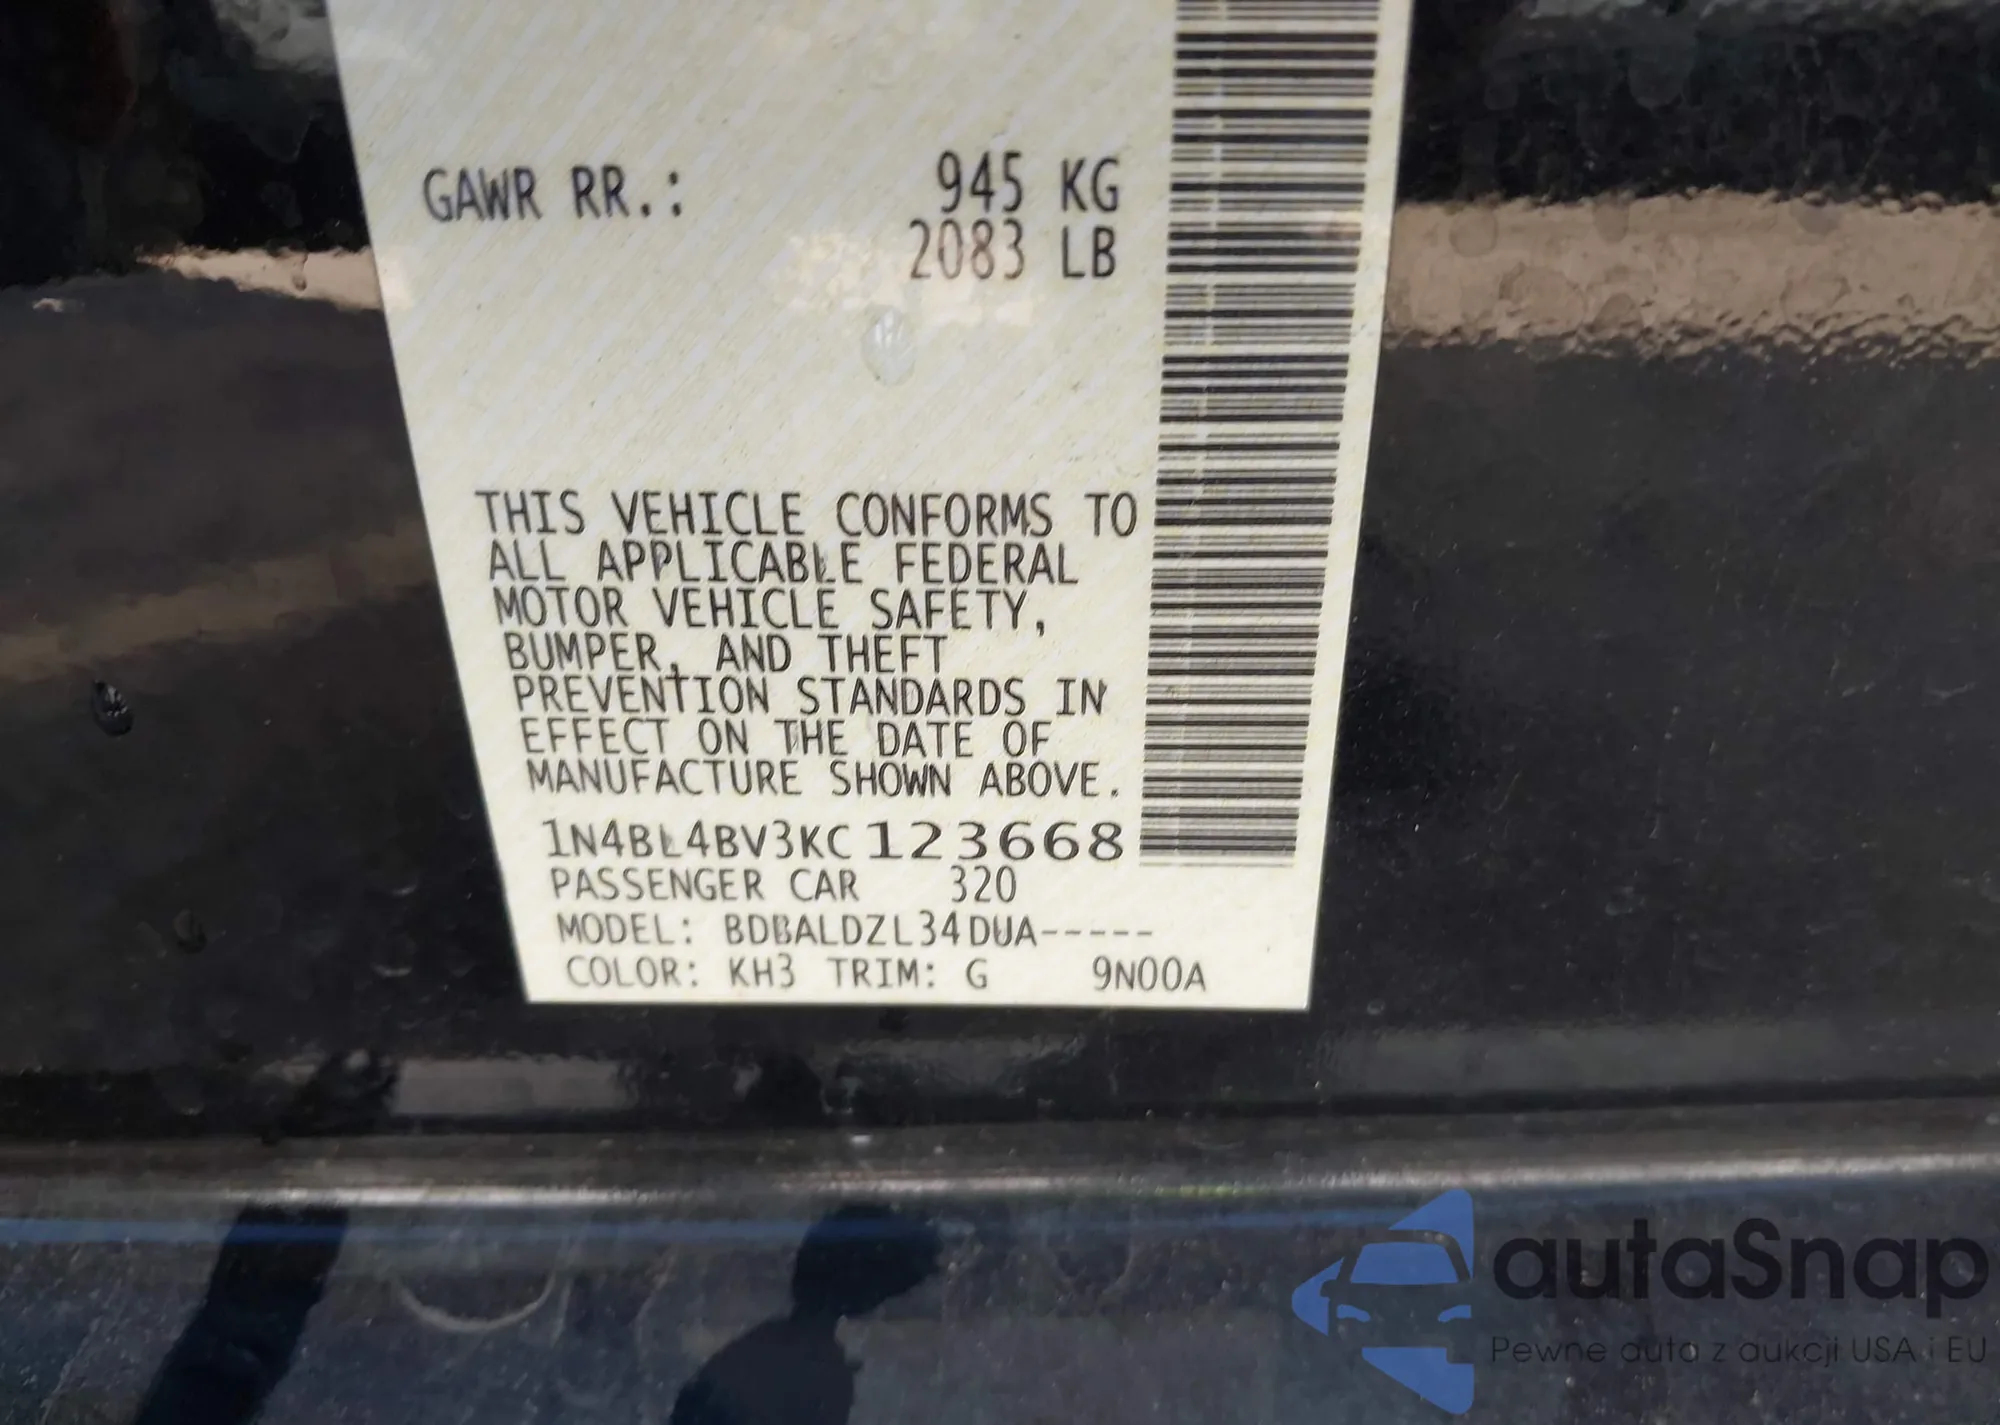 GAWR RR.: 945 KG
2083 LB
THIS VEHICLE CONFORMS TO
ALL APPLICABLE FEDERAL
MOTOR VEHICLE SAFETY,
BUMPER, AND THEFT
PREVENTION STANDARDS IN
EFFECT ON THE DATE OF
MANUFACTURE SHOWN ABOVE.
1N4BL4BV3KC123668
PASSENGER CAR 320
MODEL: BDBALDZL34DUA-----
COLOR: KH3 TRIM: G 9N00A
autaSnap
Pewne auta z aukcji USA i EU